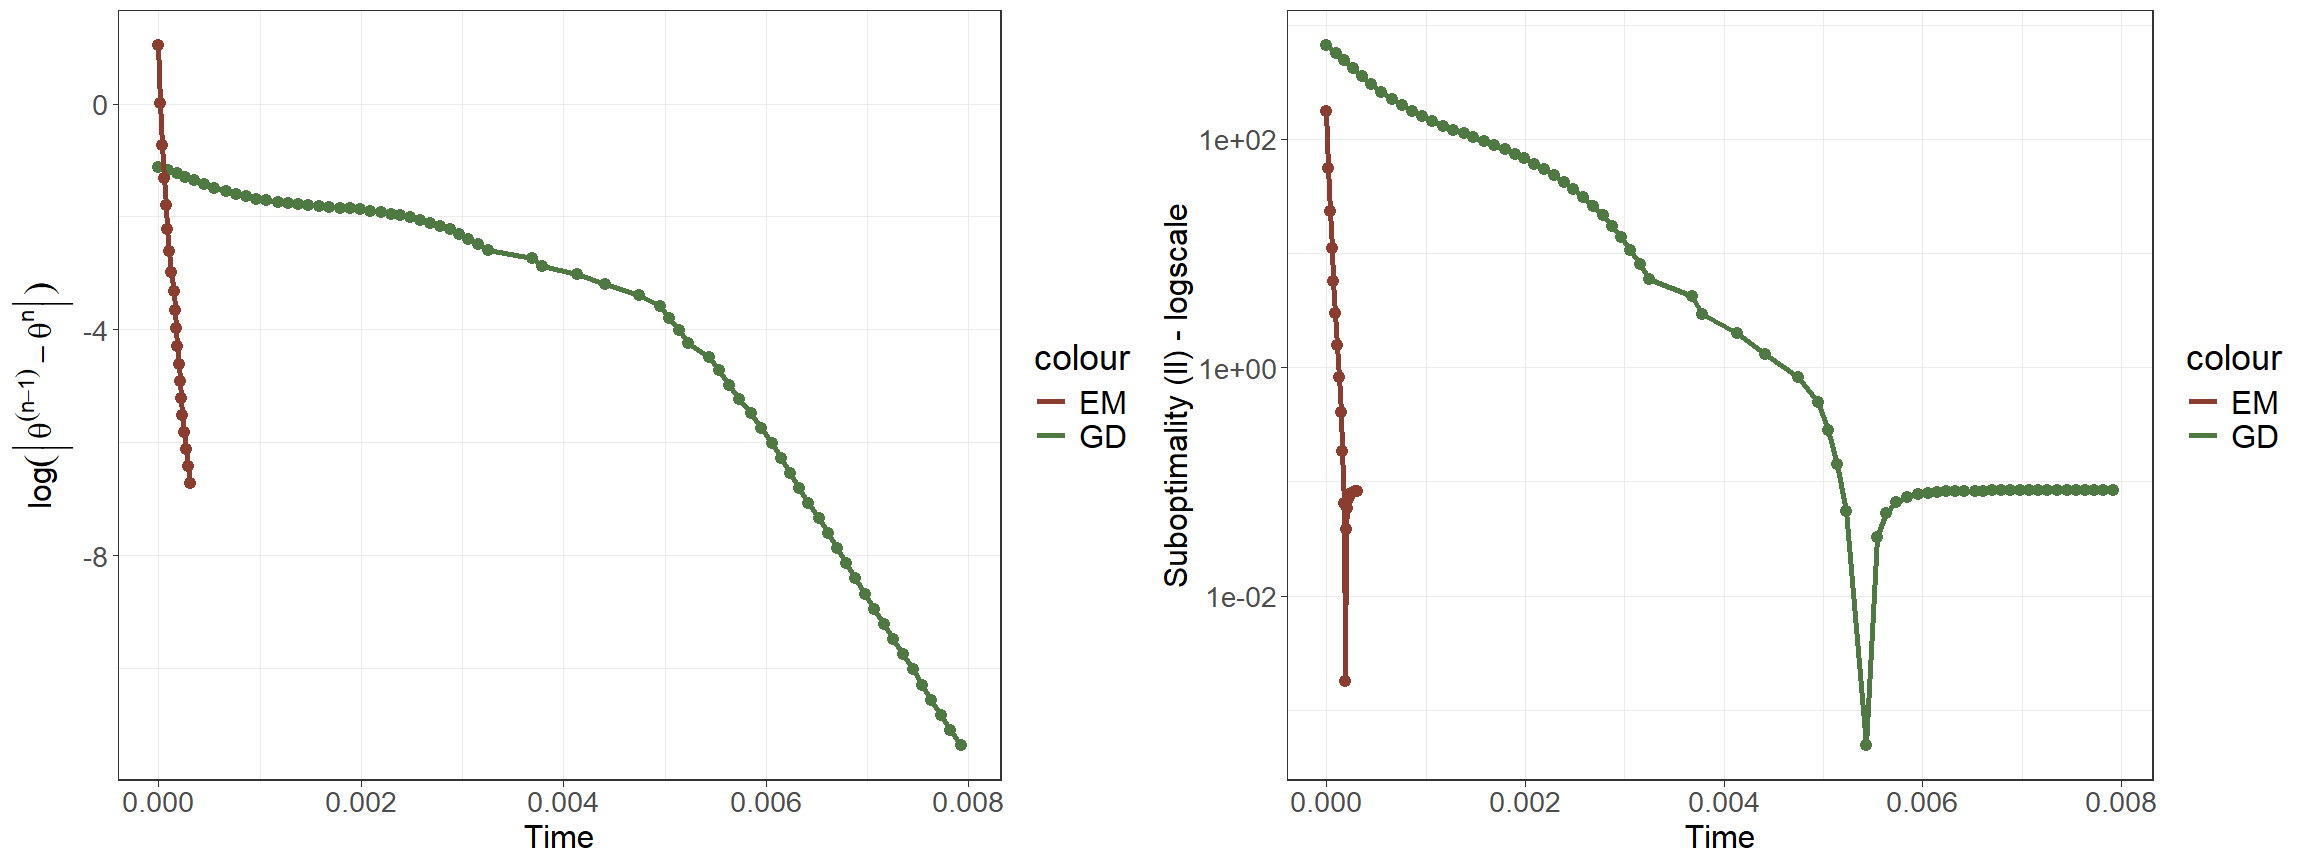 0
-4
-8
log(|θ^(n−1) − θ^n|)
0.000 0.002 0.004 0.006 0.008
Time
colour
EM
GD
1e+02
1e+00
1e-02
Suboptimality (ll) - logscale
0.000 0.002 0.004 0.006 0.008
Time
colour
EM
GD